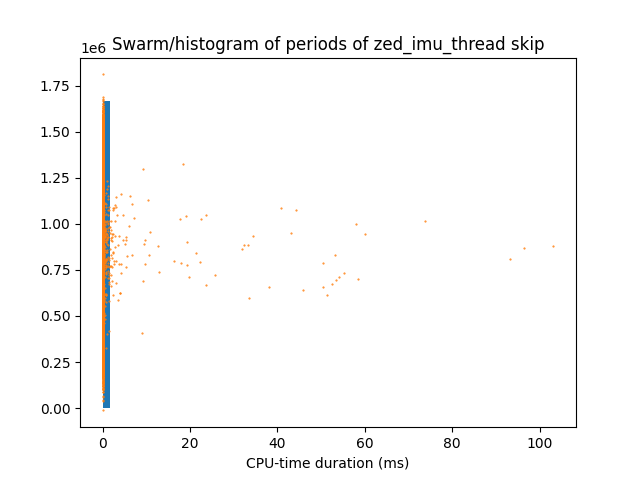 Swarm/histogram of periods of zed_imu_thread skip
1e6
1.75
1.50
1.25
1.00
0.75
0.50
0.25
0.00
0 20 40 60 80 100
CPU-time duration (ms)